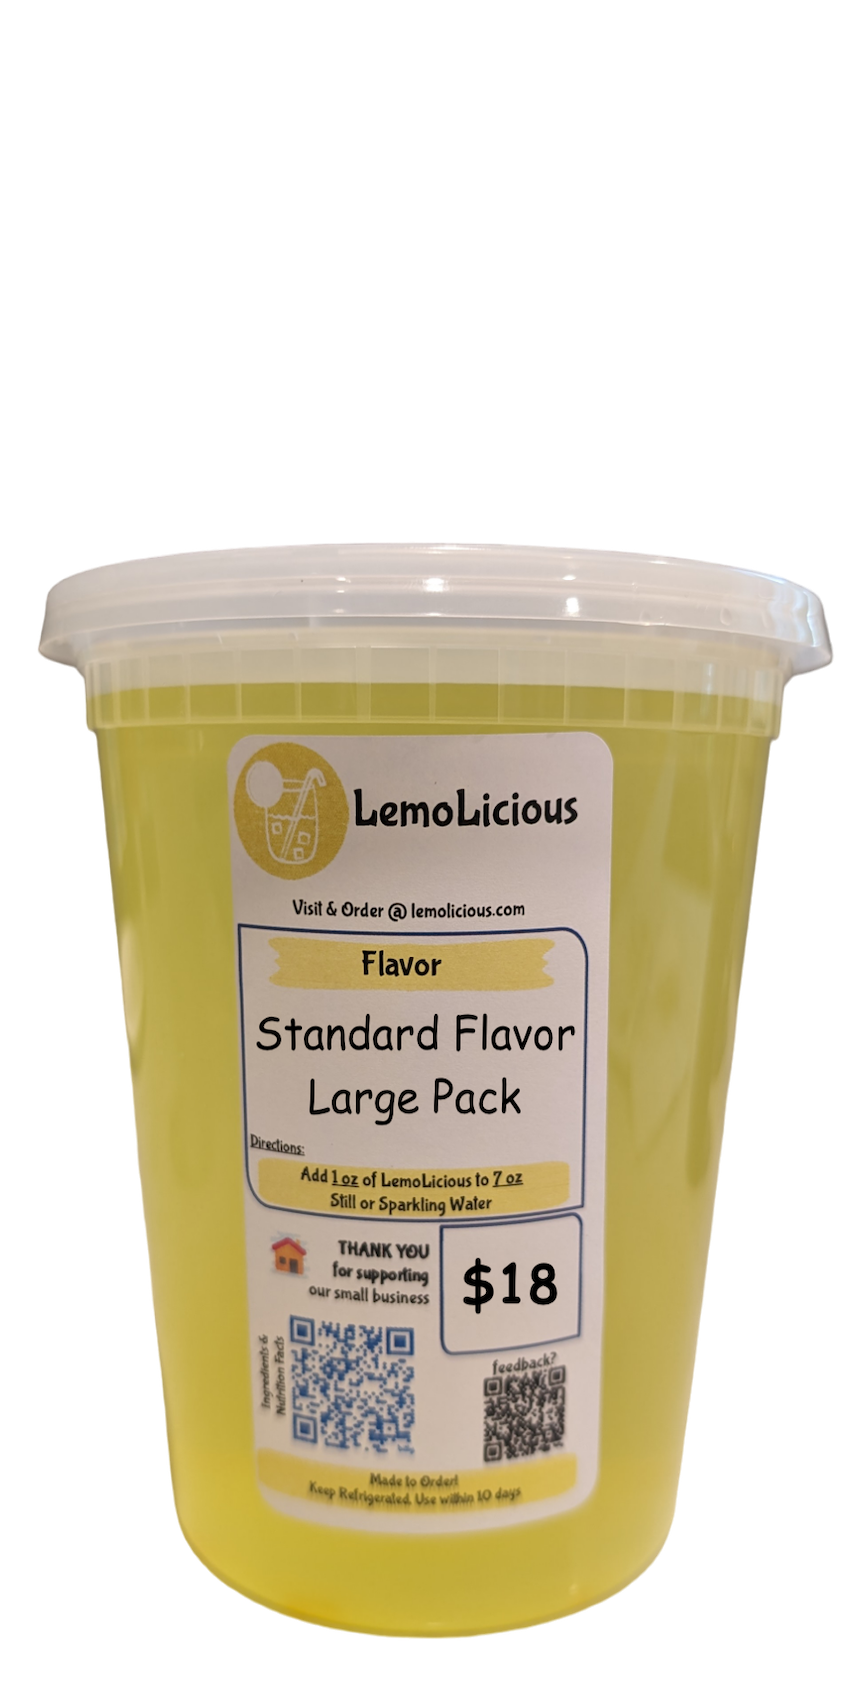 LemoLicious
Visit & Order @ lemolicious.com
Flavor
Standard Flavor
Large Pack
Directions:
Add 1 oz of LemoLicious to 7 oz
Still or Sparkling Water
THANK YOU
for supporting
our small business
$18
Ingredients &
Nutrition Facts
feedback?
Made to Order!
Keep Refrigerated. Use within 10 days